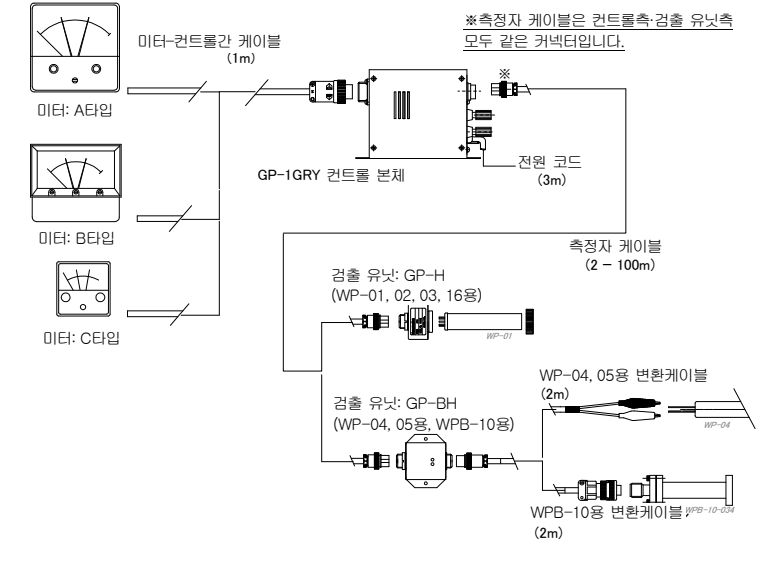 ※측정자 케이블은 컨트롤측·검출 유닛측
모두 같은 커넥터입니다.
미터-컨트롤간 케이블
(1m)
※
미터: A타입
전원 코드
(3m)
GP-1GRY 컨트롤 본체
미터: B타입
측정자 케이블
(2 - 100m)
검출 유닛: GP-H
(WP-01, 02, 03, 16용)
미터: C타입
WP-01
WP-04, 05용 변환케이블
(2m)
검출 유닛: GP-BH
(WP-04, 05용, WPB-10용)
WP-04
WPB-10용 변환케이블
WPB-10-034
(2m)